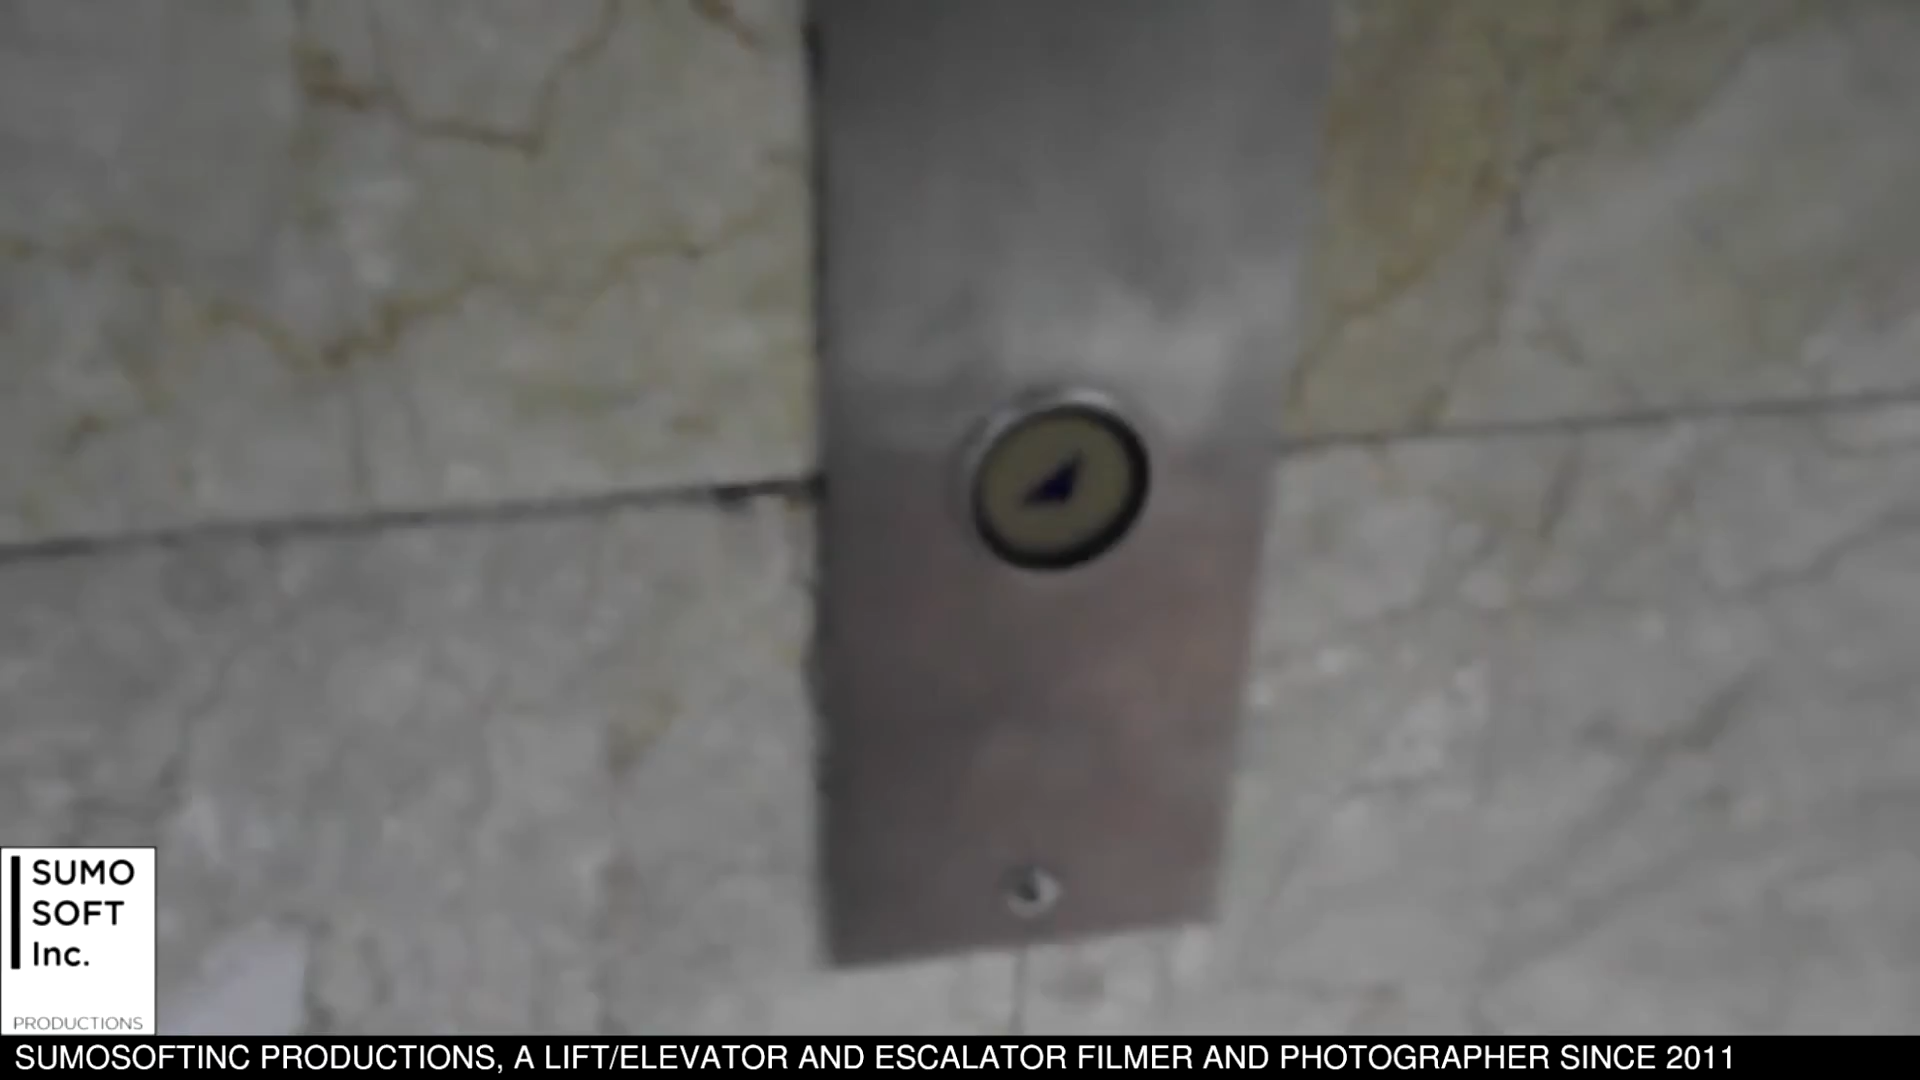 SUMO
SOFT
Inc.
PRODUCTIONS
SUMOSOFTINC PRODUCTIONS, A LIFT/ELEVATOR AND ESCALATOR FILMER AND PHOTOGRAPHER SINCE 2011